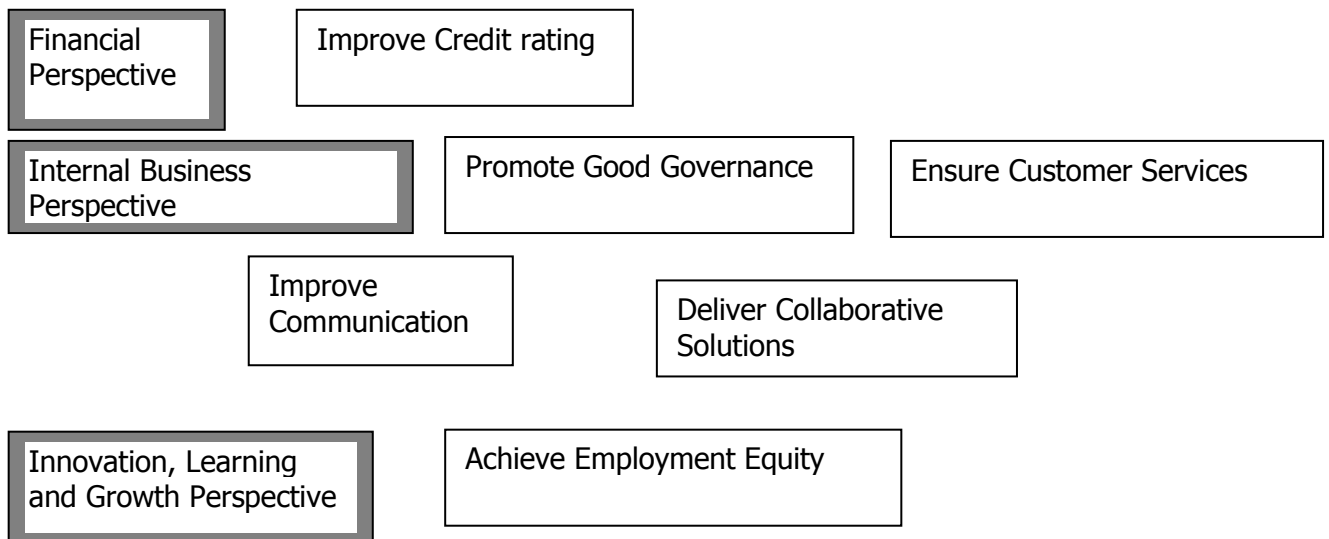 Financial
Perspective
Improve Credit rating
Internal Business
Perspective
Promote Good Governance
Ensure Customer Services
Improve
Communication
Deliver Collaborative
Solutions
Innovation, Learning
and Growth Perspective
Achieve Employment Equity